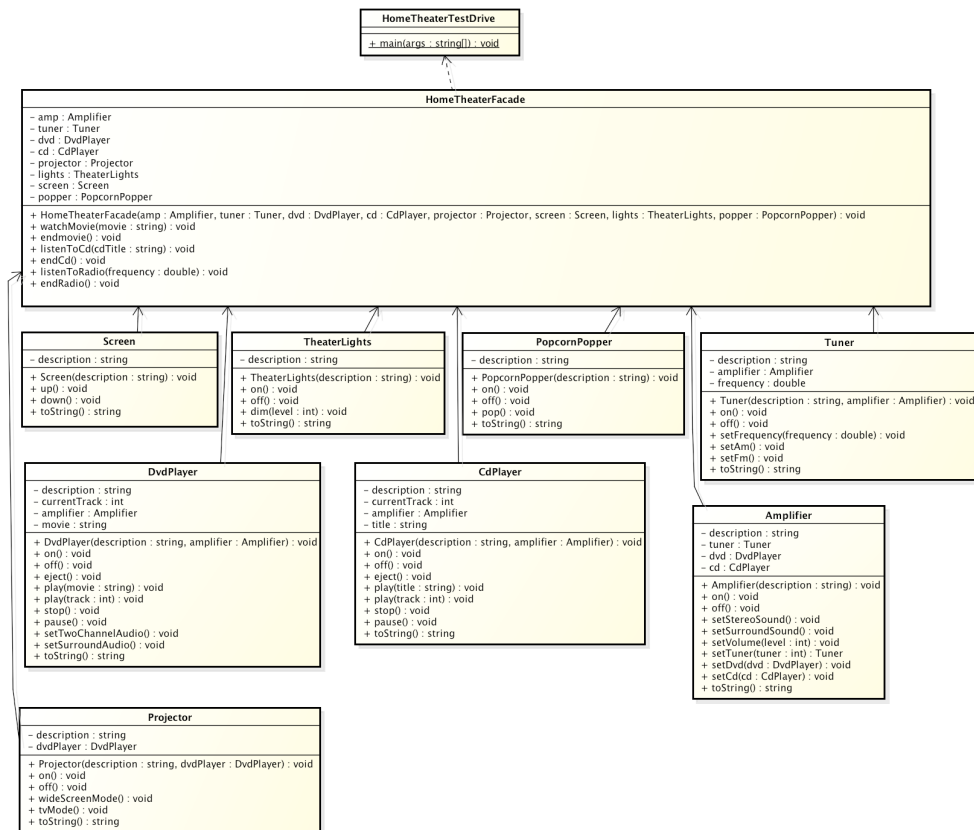 HomeTheaterTestDrive
+ main(args : string[]) : void
HomeTheaterFacade
– amp : Amplifier
– tuner : Tuner
– dvd : DvdPlayer
– cd : CdPlayer
– projector : Projector
– lights : TheaterLights
– screen : Screen
– popper : PopcornPopper
+ HomeTheaterFacade(amp : Amplifier, tuner : Tuner, dvd : DvdPlayer, cd : CdPlayer, projector : Projector, screen : Screen, lights : TheaterLights, popper : PopcornPopper) : void
+ watchMovie(movie : string) : void
+ endmovie() : void
+ listenToCd(cdTitle : string) : void
+ endCd() : void
+ listenToRadio(frequency : double) : void
+ endRadio() : void
Screen
– description : string
+ Screen(description : string) : void
+ up() : void
+ down() : void
+ toString() : string
TheaterLights
– description : string
+ TheaterLights(description : string) : void
+ on() : void
+ off() : void
+ dim(level : int) : void
+ toString() : string
PopcornPopper
– description : string
+ PopcornPopper(description : string) : void
+ on() : void
+ off() : void
+ pop() : void
+ toString() : string
Tuner
– description : string
– amplifier : Amplifier
– frequency : double
+ Tuner(description : string, amplifier : Amplifier) : void
+ on() : void
+ off() : void
+ setFrequency(frequency : double) : void
+ setAm() : void
+ setFm() : void
+ toString() : string
DvdPlayer
– description : string
– currentTrack : int
– amplifier : Amplifier
– movie : string
+ DvdPlayer(description : string, amplifier : Amplifier) : void
+ on() : void
+ off() : void
+ eject() : void
+ play(movie : string) : void
+ play(track : int) : void
+ stop() : void
+ pause() : void
+ setTwoChannelAudio() : void
+ setSurroundAudio() : void
+ toString() : string
CdPlayer
– description : string
– currentTrack : int
– amplifier : Amplifier
– title : string
+ CdPlayer(description : string, amplifier : Amplifier) : void
+ on() : void
+ off() : void
+ eject() : void
+ play(title : string) : void
+ play(track : int) : void
+ stop() : void
+ pause() : void
+ toString() : string
Amplifier
– description : string
– tuner : Tuner
– dvd : DvdPlayer
– cd : CdPlayer
+ Amplifier(description : string) : void
+ on() : void
+ off() : void
+ setStereoSound() : void
+ setSurroundSound() : void
+ setVolume(level : int) : void
+ setTuner(tuner : int) : Tuner
+ setDvd(dvd : DvdPlayer) : void
+ setCd(cd : CdPlayer) : void
+ toString() : string
Projector
– description : string
– dvdPlayer : DvdPlayer
+ Projector(description : string, dvdPlayer : DvdPlayer) : void
+ on() : void
+ off() : void
+ wideScreenMode() : void
+ tvMode() : void
+ toString() : string